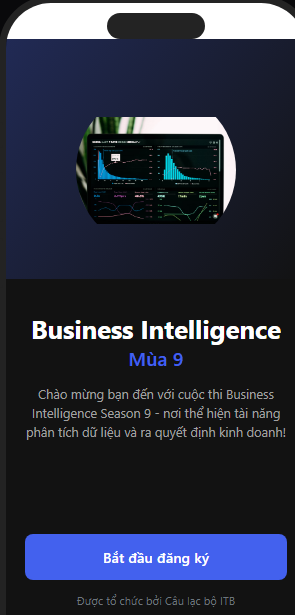 Business Intelligence
Mùa 9
Chào mừng bạn đến với cuộc thi Business
Intelligence Season 9 - nơi thể hiện tài năng
phân tích dữ liệu và ra quyết định kinh doanh!
Bắt đầu đăng ký
Được tổ chức bởi Câu lạc bộ ITB